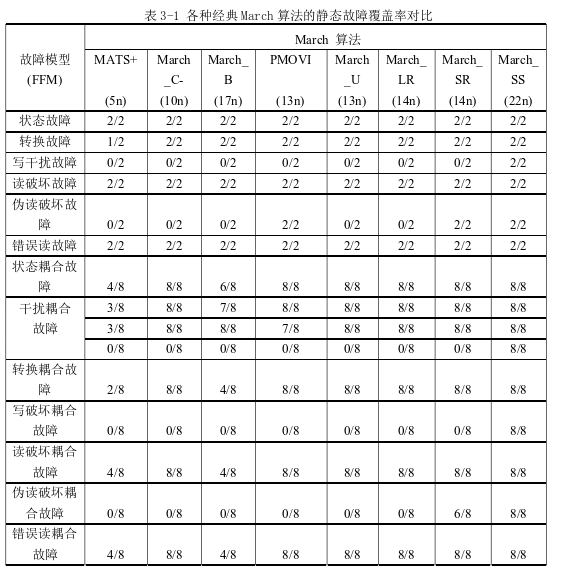 表 3-1 各种经典 March 算法的静态故障覆盖率对比
故障模型 (FFM) March 算法
MATS+ (5n) March_C- (10n) March_B (17n) PMOVI (13n) March_U (13n) March_LR (14n) March_SR (14n) March_SS (22n)
状态故障 2/2 2/2 2/2 2/2 2/2 2/2 2/2 2/2
转换故障 1/2 2/2 2/2 2/2 2/2 2/2 2/2 2/2
写干扰故障 0/2 0/2 0/2 0/2 0/2 0/2 0/2 2/2
读破坏故障 2/2 2/2 2/2 2/2 2/2 2/2 2/2 2/2
伪读破坏故障 0/2 0/2 0/2 2/2 0/2 0/2 2/2 2/2
错误读故障 2/2 2/2 2/2 2/2 2/2 2/2 2/2 2/2
状态耦合故障 4/8 8/8 6/8 8/8 8/8 8/8 8/8 8/8
干扰耦合故障 3/8 8/8 7/8 8/8 8/8 8/8 8/8 8/8
3/8 8/8 8/8 7/8 8/8 8/8 8/8 8/8
0/8 0/8 0/8 0/8 0/8 0/8 0/8 8/8
转换耦合故障 2/8 8/8 4/8 8/8 8/8 8/8 8/8 8/8
写破坏耦合故障 0/8 0/8 0/8 0/8 0/8 0/8 0/8 8/8
读破坏耦合故障 4/8 8/8 4/8 8/8 8/8 8/8 8/8 8/8
伪读破坏耦合故障 0/8 0/8 0/8 8/8 0/8 0/8 6/8 8/8
错误读耦合故障 4/8 8/8 4/8 8/8 8/8 8/8 8/8 8/8